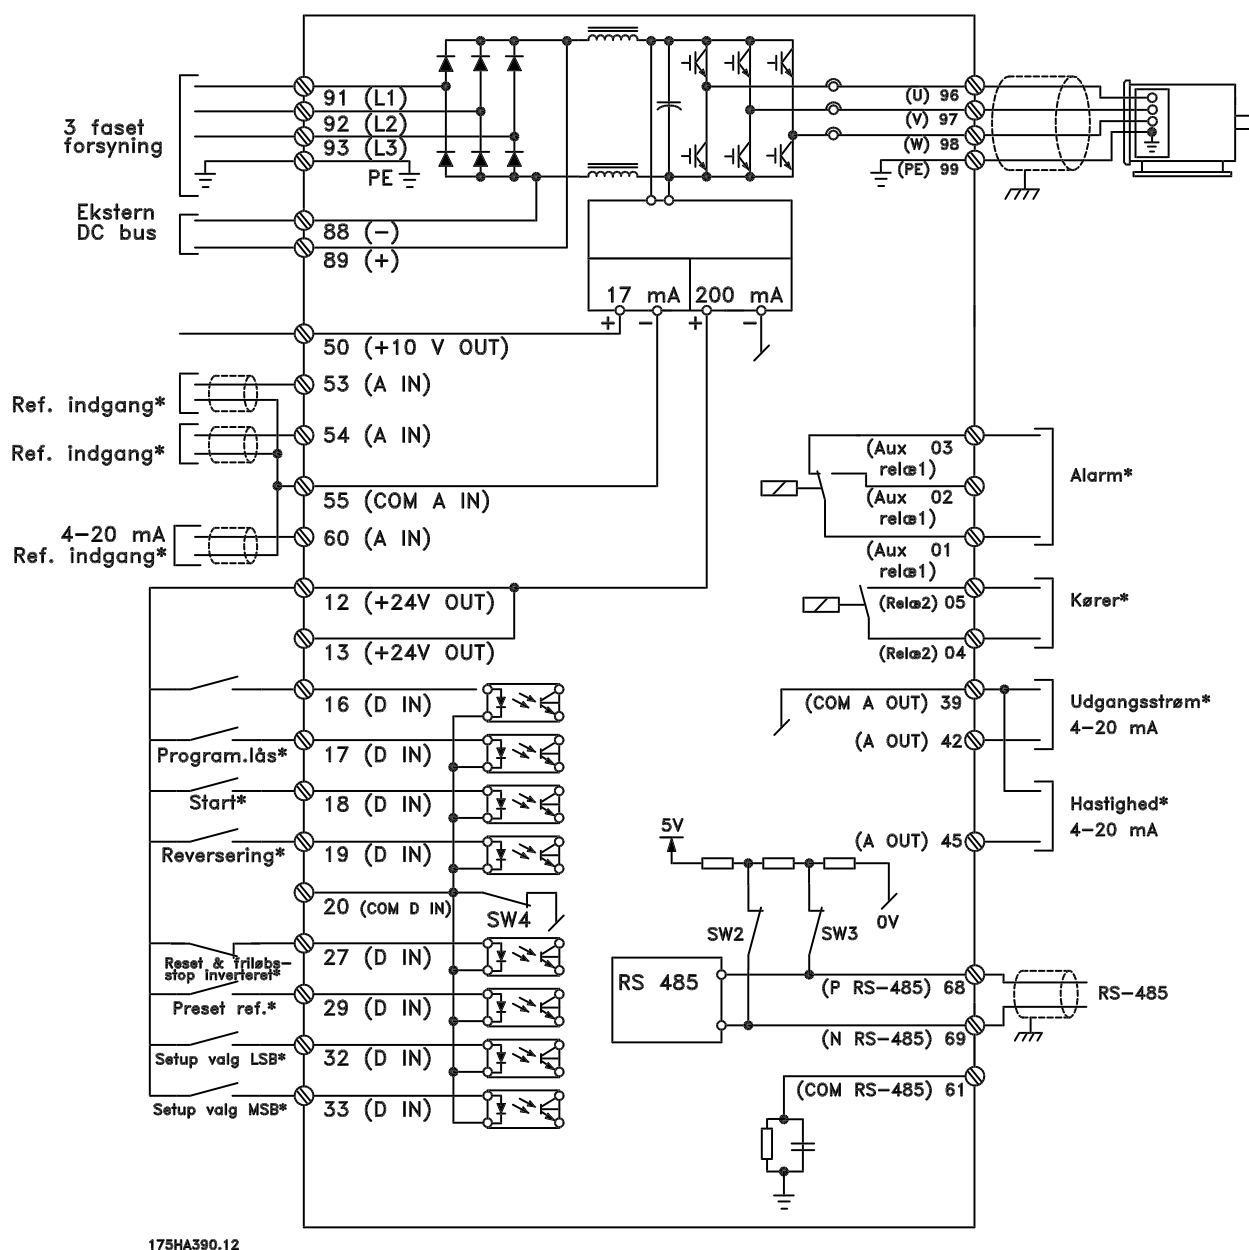 3 faset
forsyning
91 (L1)
92 (L2)
93 (L3)
PE
(U) 96
(V) 97
(W) 98
(PE) 99
Ekstern
DC bus
88 (-)
89 (+)
17 mA 200 mA
+ - + -
50 (+10 V OUT)
Ref. indgang*
53 (A IN)
Ref. indgang*
54 (A IN)
55 (COM A IN)
4-20 mA
Ref. indgang*
60 (A IN)
12 (+24V OUT)
13 (+24V OUT)
16 (D IN)
Program.lås*
17 (D IN)
Start*
18 (D IN)
Reversering*
19 (D IN)
20 (COM D IN)
SW4
Reset & friløbs-
stop inverteret*
27 (D IN)
Preset ref.*
29 (D IN)
Setup valg LSB*
32 (D IN)
Setup valg MSB*
33 (D IN)
(Aux 03
relæ1)
(Aux 02
relæ1)
(Aux 01
relæ1)
Alarm*
(Relæ2) 05
(Relæ2) 04
Kører*
(COM A OUT) 39
(A OUT) 42
Udgangsstrøm*
4-20 mA
Hastighed*
4-20 mA
(A OUT) 45
5V
0V
SW2
SW3
RS 485
(P RS-485) 68
(N RS-485) 69
RS-485
(COM RS-485) 61
175HA390.12